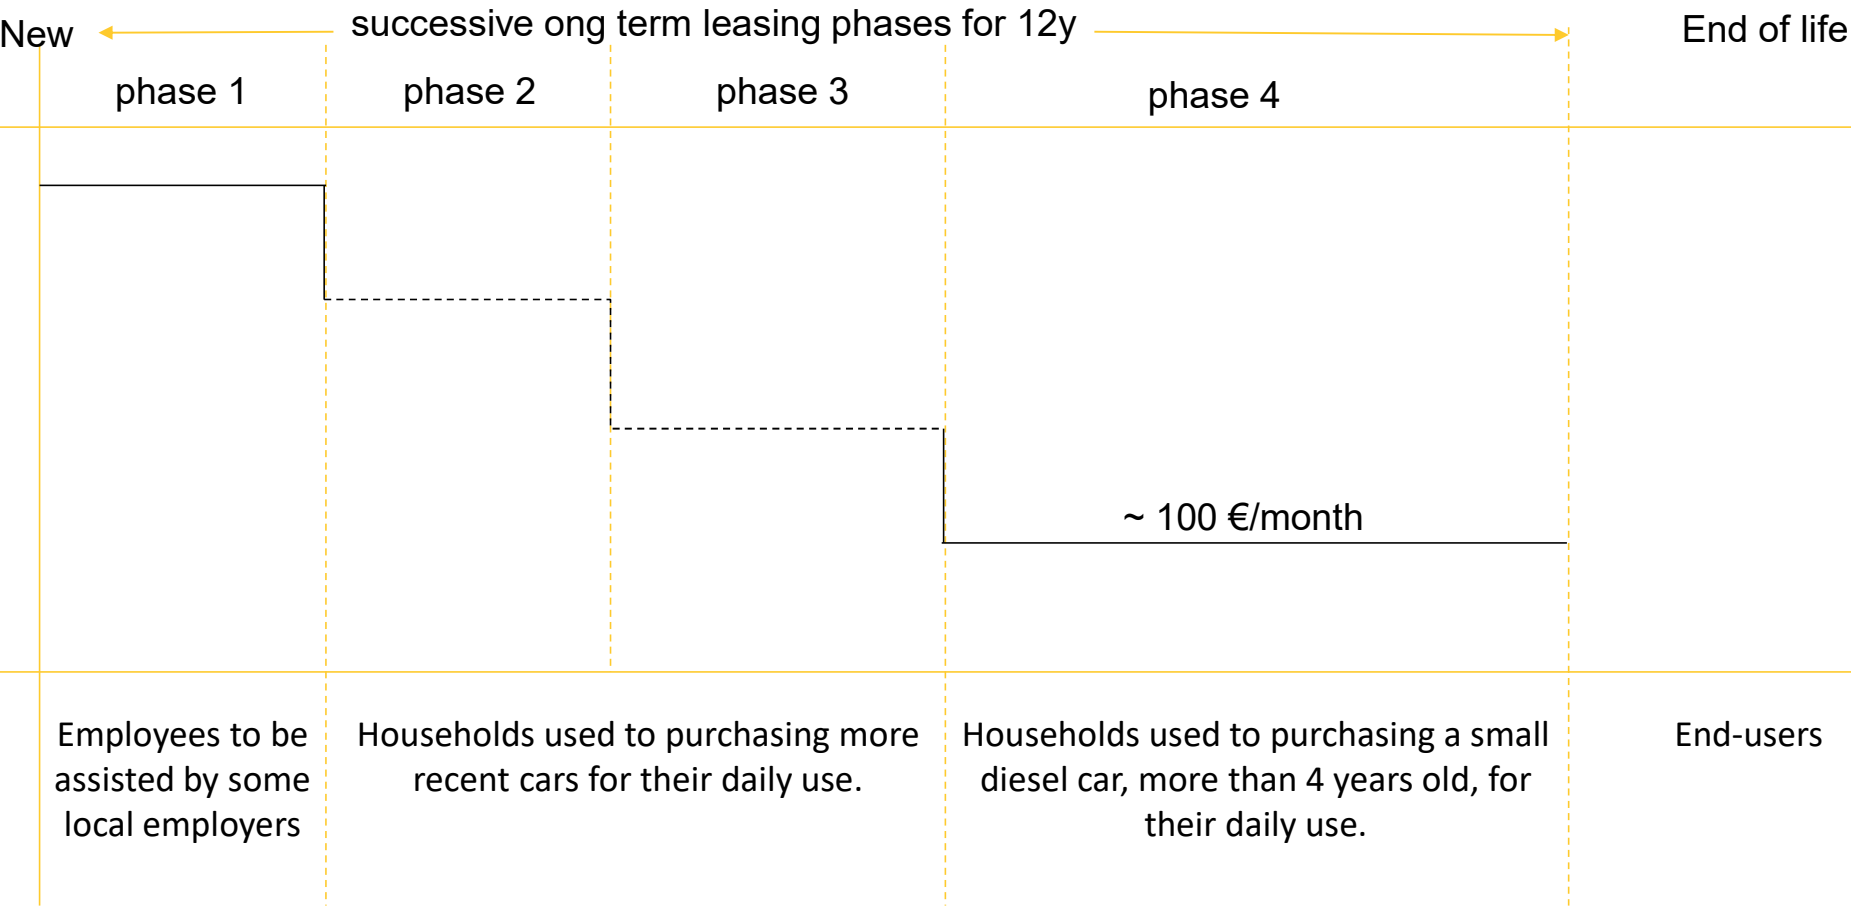 New
successive ong term leasing phases for 12y
End of life
phase 1
phase 2
phase 3
phase 4
~ 100 €/month
Employees to be
assisted by some
local employers
Households used to purchasing more
recent cars for their daily use.
Households used to purchasing a small
diesel car, more than 4 years old, for
their daily use.
End-users